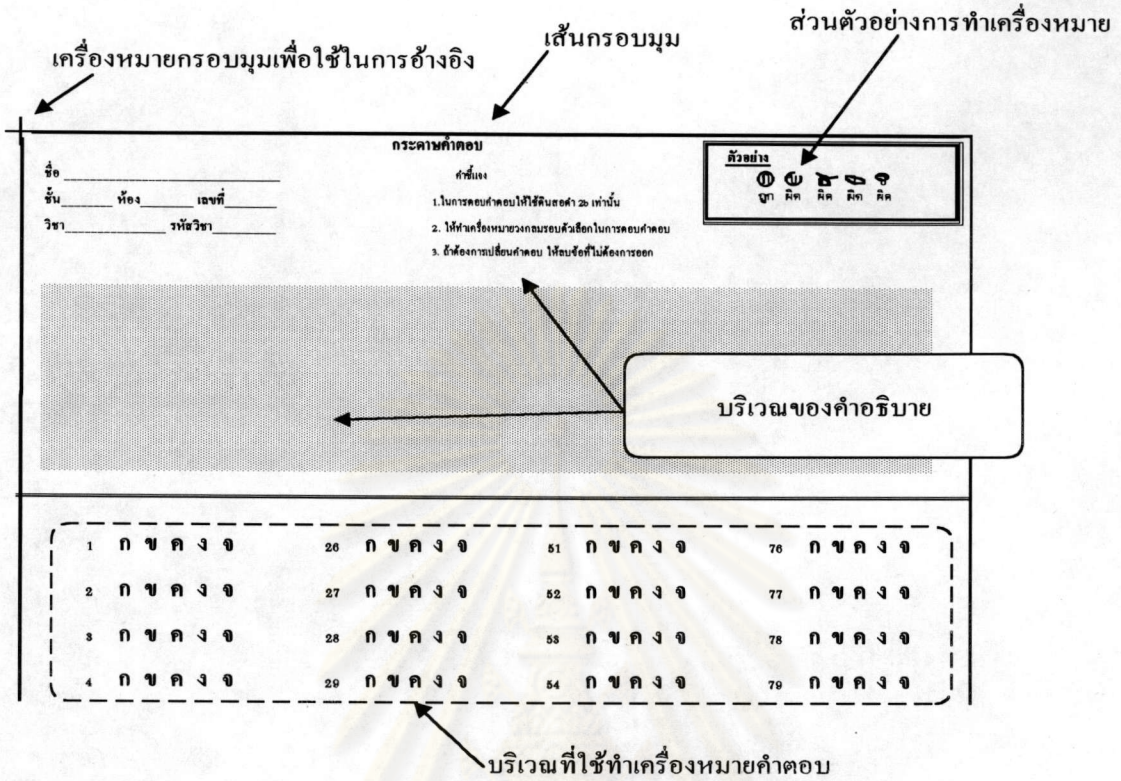 ส่วนตัวอย่างการทำเครื่องหมาย
เส้นกรอบมุม
เครื่องหมายกรอบมุมเพื่อใช้ในการอ้างอิง
กระดาษคำตอบ
คำชี้แจง
1.ในการตอบคำตอบให้ใช้ดินสอดำ 2b เท่านั้น
2. ให้ทำเครื่องหมายวงกลมรอบตัวเลือกในการตอบคำตอบ
3. ถ้าต้องการเปลี่ยนคำตอบ ให้ลบข้อที่ไม่ต้องการออก
ชื่อ
ชั้น ห้อง เลขที่
วิชา รหัสวิชา
ตัวอย่าง
ถูก ผิด ผิด ผิด ผิด
บริเวณของคำอธิบาย
1 ก ข ค ง จ 26 ก ข ค ง จ 51 ก ข ค ง จ 76 ก ข ค ง จ
2 ก ข ค ง จ 27 ก ข ค ง จ 52 ก ข ค ง จ 77 ก ข ค ง จ
3 ก ข ค ง จ 28 ก ข ค ง จ 53 ก ข ค ง จ 78 ก ข ค ง จ
4 ก ข ค ง จ 29 ก ข ค ง จ 54 ก ข ค ง จ 79 ก ข ค ง จ
บริเวณที่ใช้ทำเครื่องหมายคำตอบ